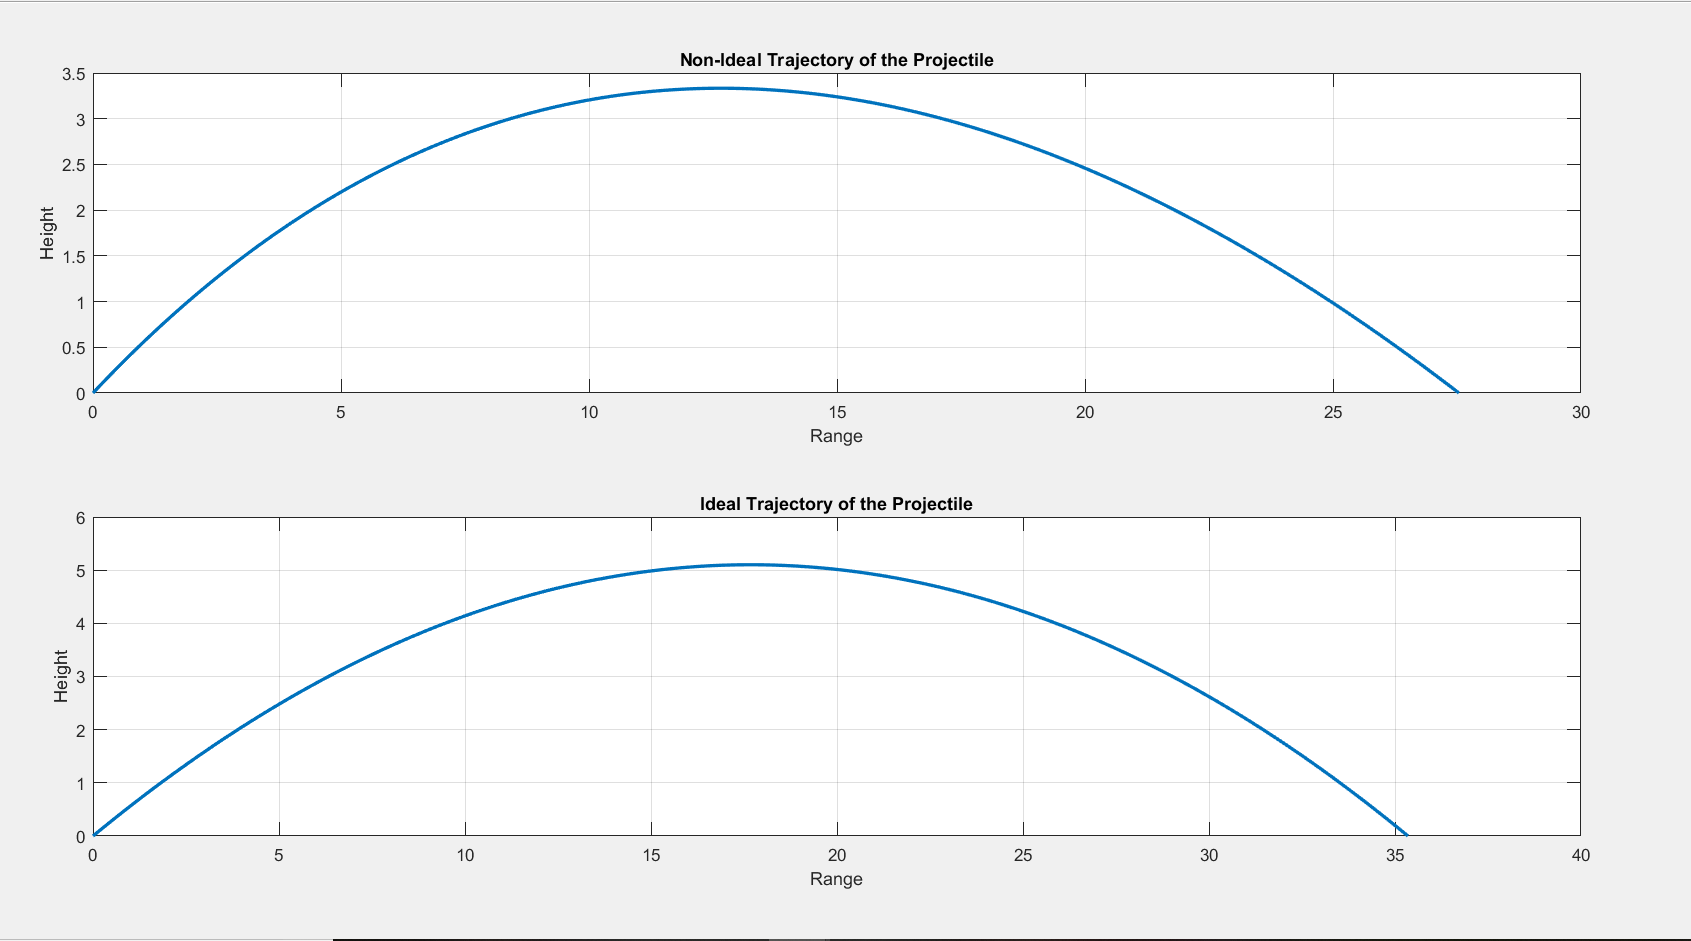 Non-Ideal Trajectory of the Projectile
3.5
3
2.5
2
1.5
1
0.5
0
Height
0 5 10 15 20 25 30
Range
Ideal Trajectory of the Projectile
6
5
4
3
2
1
0
Height
0 5 10 15 20 25 30 35 40
Range